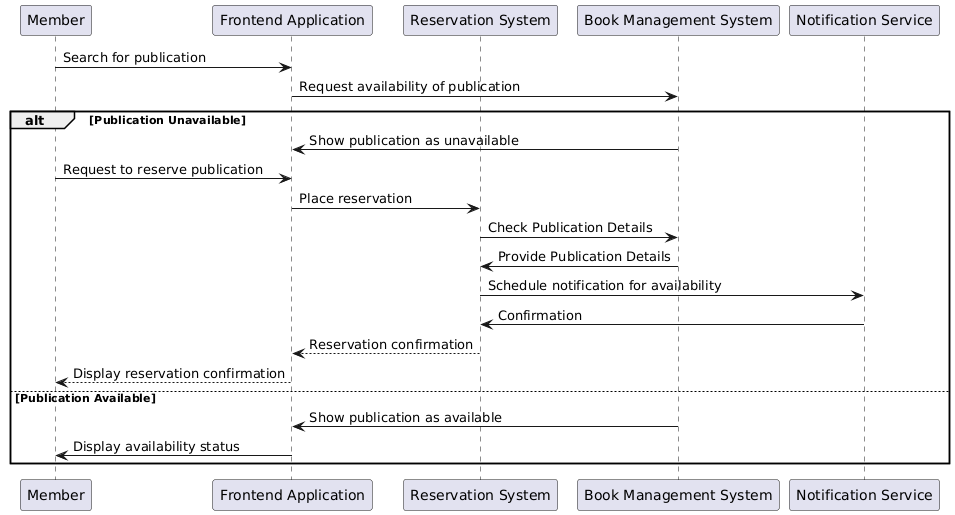 Member Frontend Application Reservation System Book Management System Notification Service
Search for publication
Request availability of publication
alt [Publication Unavailable]
Show publication as unavailable
Request to reserve publication
Place reservation
Check Publication Details
Provide Publication Details
Schedule notification for availability
Confirmation
Reservation confirmation
Display reservation confirmation
[Publication Available]
Show publication as available
Display availability status
Member Frontend Application Reservation System Book Management System Notification Service